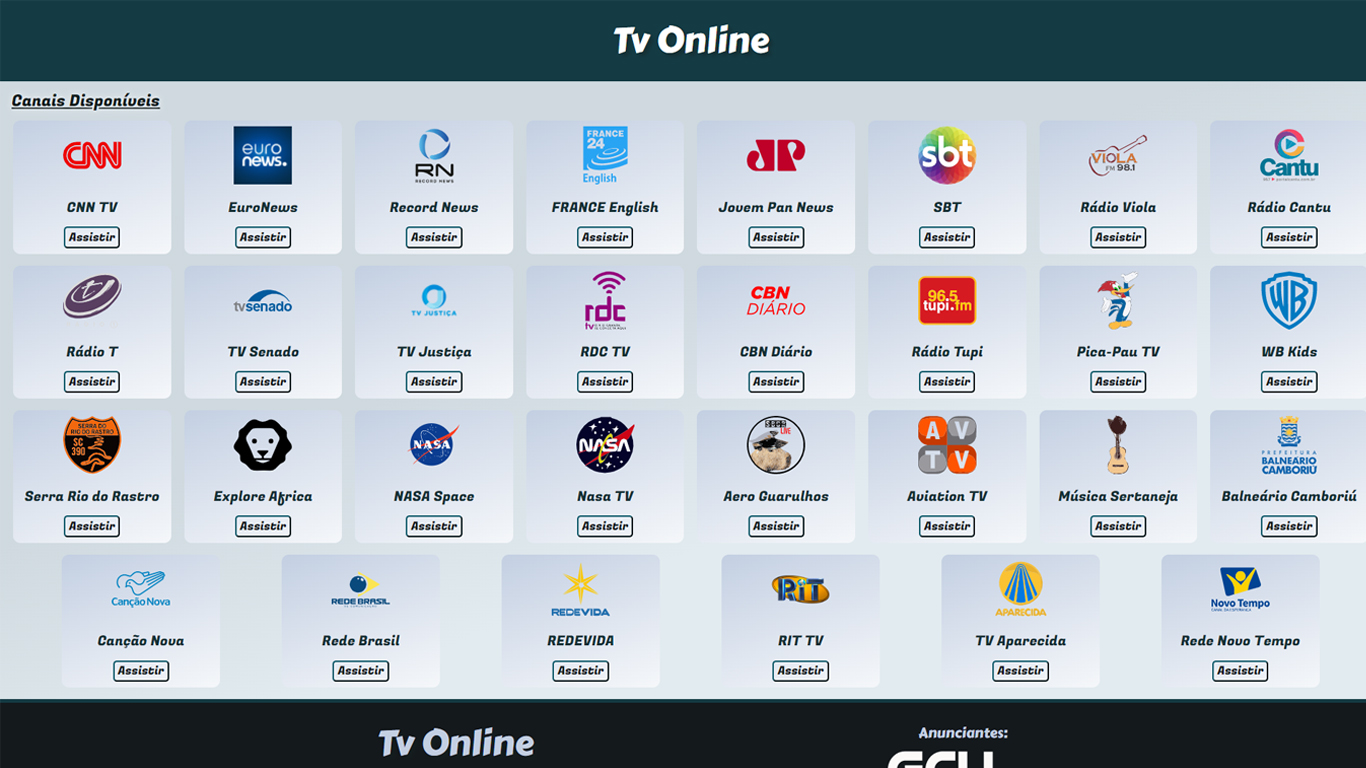 Tv Online
Canais Disponíveis
CNN
euro
news.
RN
RECORD NEWS
FRANCE
24
English
JP
sbt
VIOLA
FM 98.1
Cantu
CNN TV
EuroNews
Record News
FRANCE English
Jovem Pan News
SBT
Rádio Viola
Rádio Cantu
Assistir
Assistir
Assistir
Assistir
Assistir
Assistir
Assistir
Assistir
t
tvsenado
TV JUSTIÇA
rdc
tv
CBN
DIÁRIO
96.5
tupi.fm
WB
Rádio T
TV Senado
TV Justiça
RDC TV
CBN Diário
Rádio Tupi
Pica-Pau TV
WB Kids
Assistir
Assistir
Assistir
Assistir
Assistir
Assistir
Assistir
Assistir
SERRA DO
RIO DO RASTRO
SC
390
NASA
NASA
LIVE
AV
TV
PREFEITURA
BALNEÁRIO
CAMBORIÚ
Serra Rio do Rastro
Explore Africa
NASA Space
Nasa TV
Aero Guarulhos
Aviation TV
Música Sertaneja
Balneário Camboriú
Assistir
Assistir
Assistir
Assistir
Assistir
Assistir
Assistir
Assistir
Canção Nova
REDE BRASIL
REDEVIDA
RiT
APARECIDA
Novo Tempo
Canção Nova
Rede Brasil
REDEVIDA
RIT TV
TV Aparecida
Rede Novo Tempo
Assistir
Assistir
Assistir
Assistir
Assistir
Assistir
Tv Online
Anunciantes: